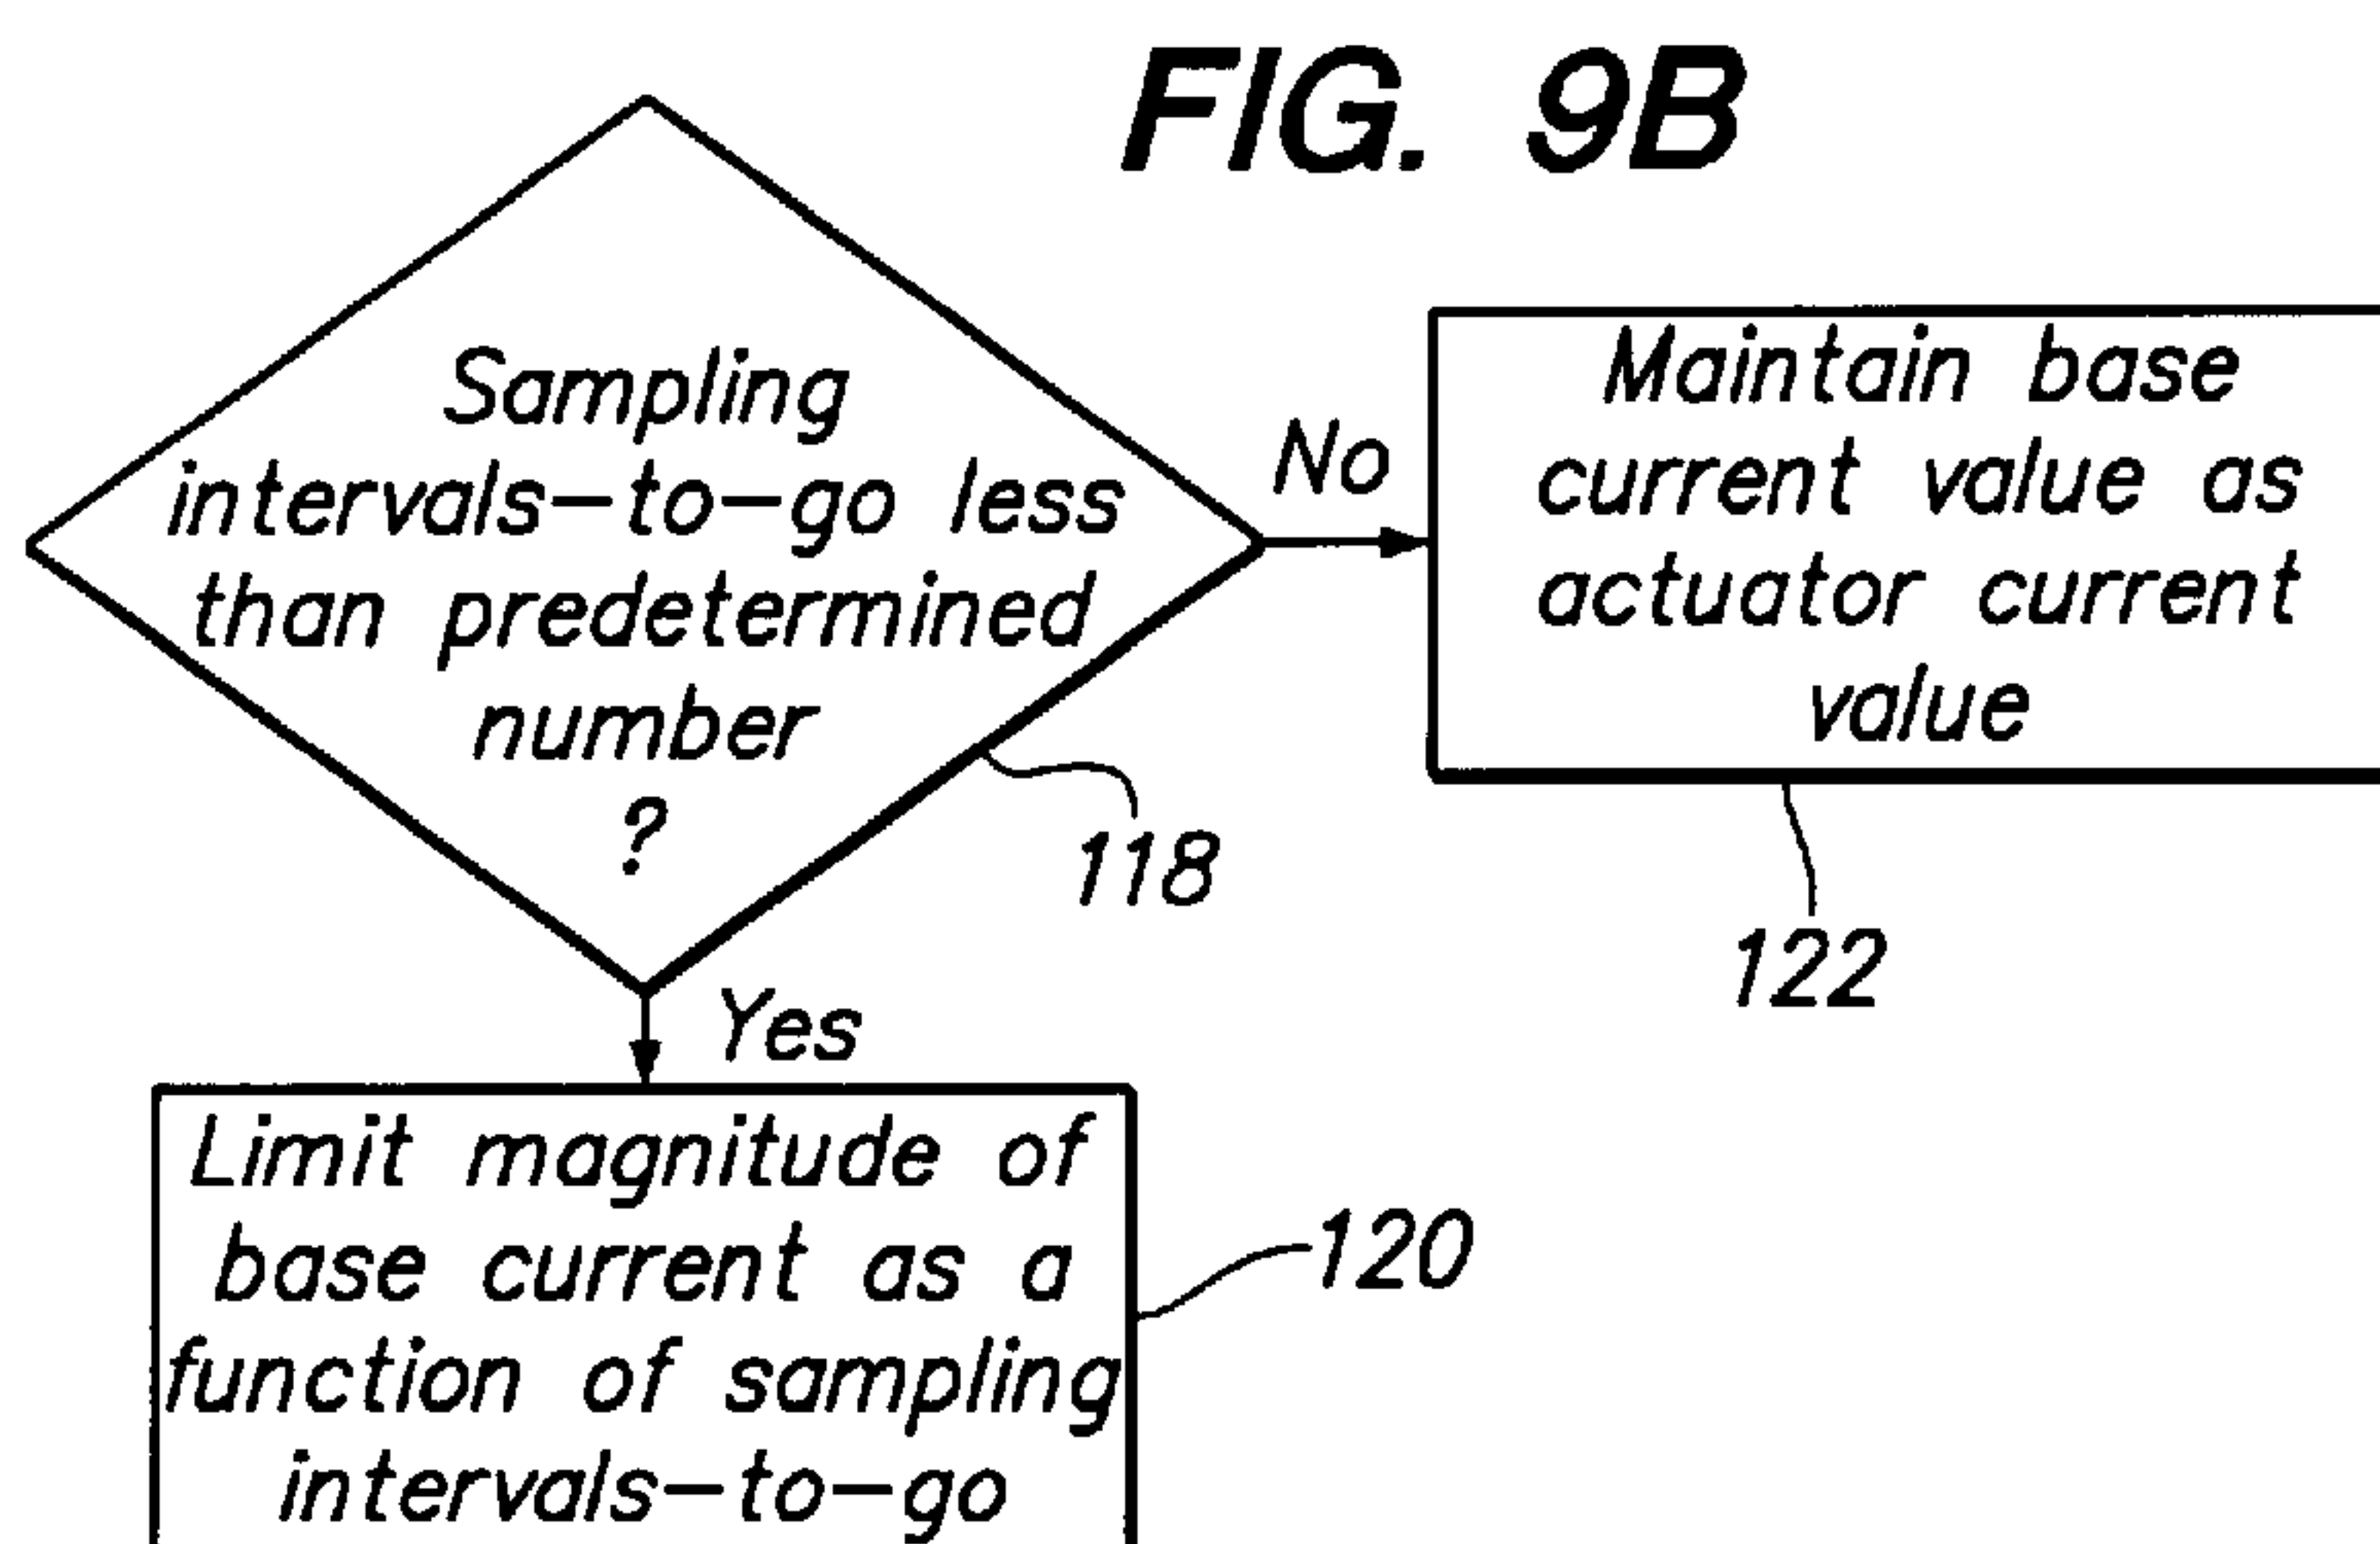 FIG. 9B
Sampling
intervals-to-go less
than predetermined
number
?
118
No
Maintain base
current value as
actuator current
value
122
Yes
Limit magnitude of
base current as a
function of sampling
intervals-to-go
120